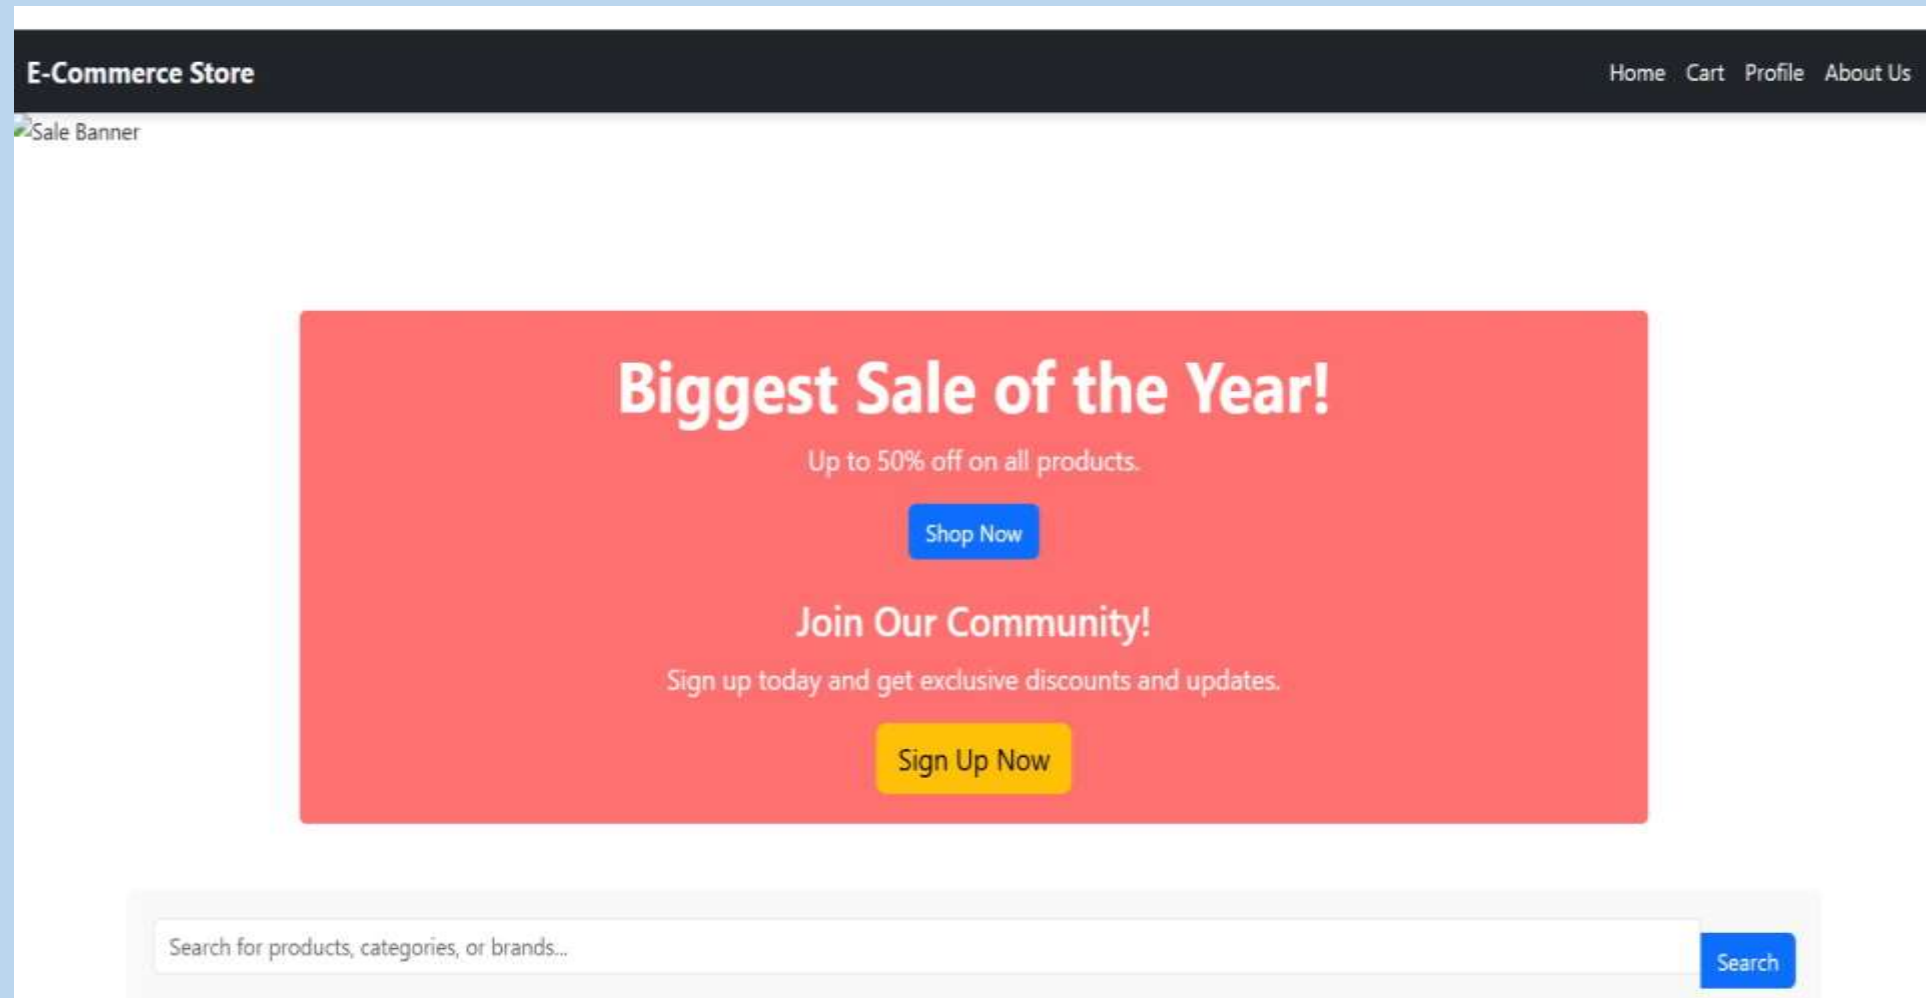 E-Commerce Store
Home Cart Profile About Us
Sale Banner
Biggest Sale of the Year!
Up to 50% off on all products.
Shop Now
Join Our Community!
Sign up today and get exclusive discounts and updates.
Sign Up Now
Search for products, categories, or brands...
Search